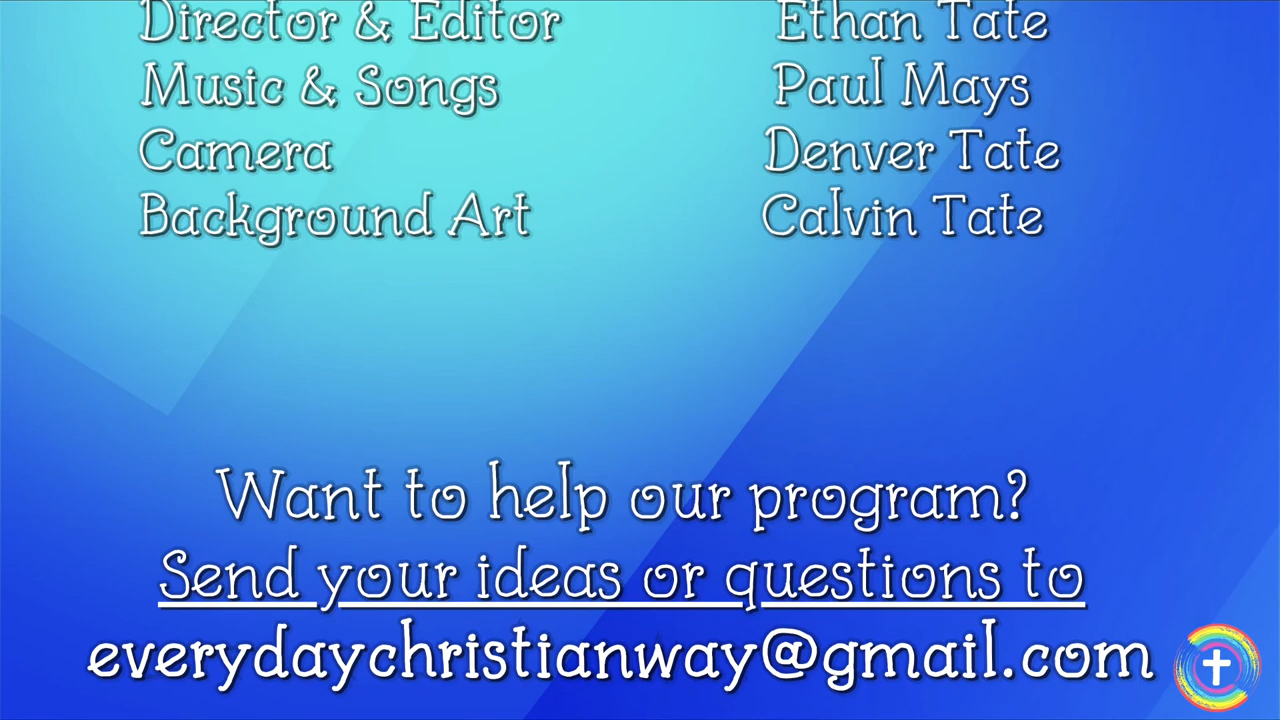 Director & Editor Ethan Tate
Music & Songs Paul Mays
Camera Denver Tate
Background Art Calvin Tate
Want to help our program?
Send your ideas or questions to
everydaychristianway@gmail.com